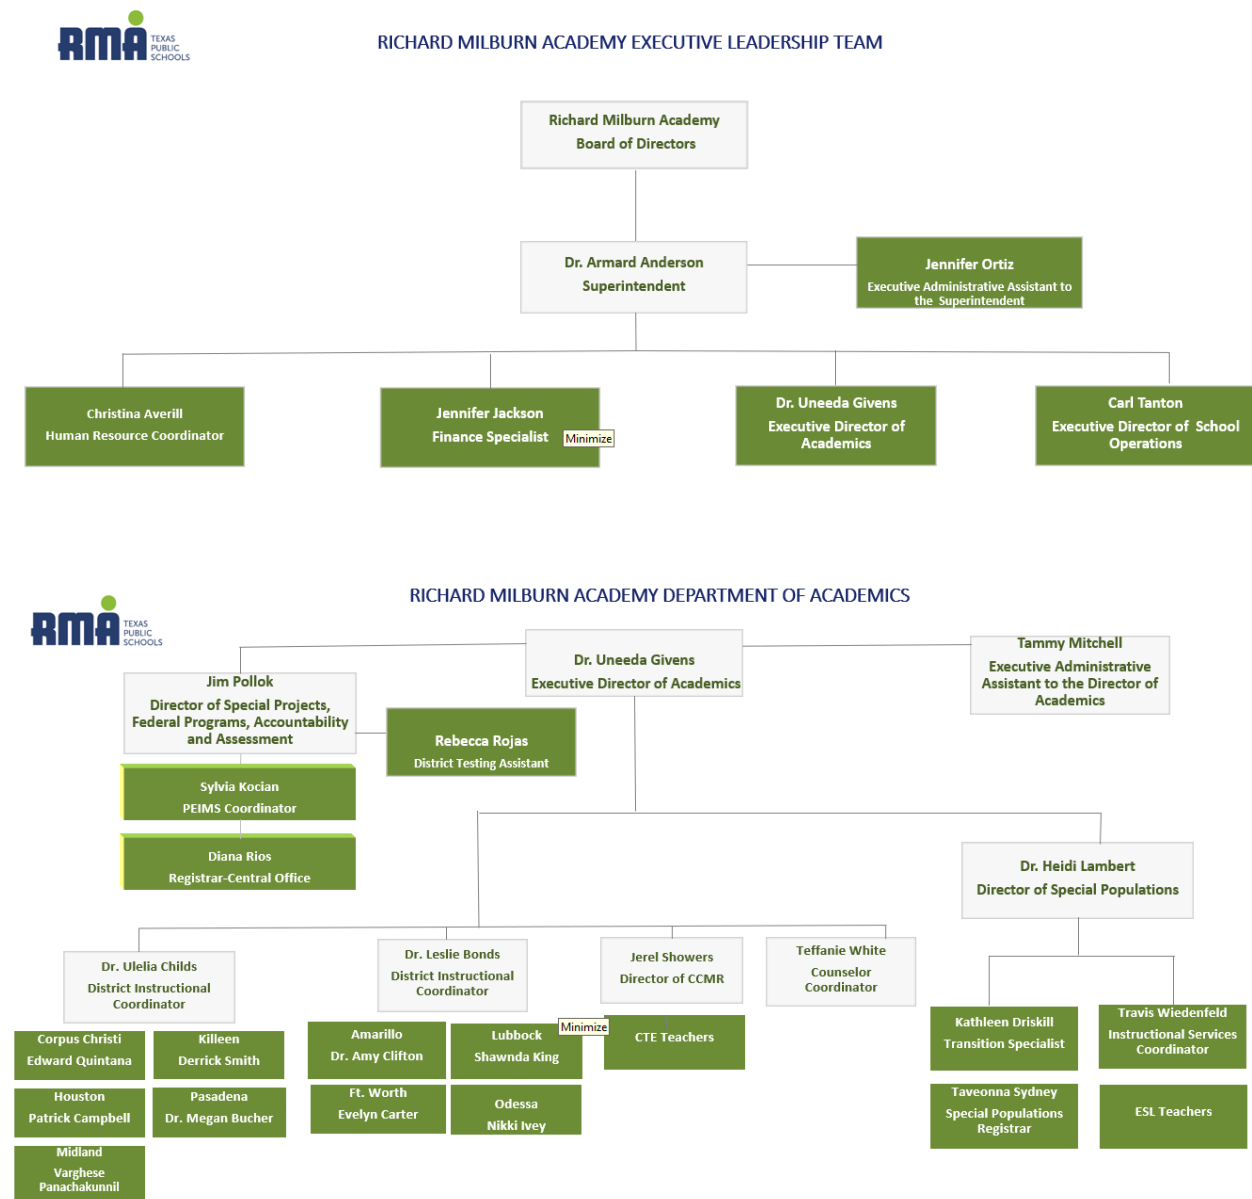 RMA TEXAS
PUBLIC
SCHOOLS
RICHARD MILBURN ACADEMY EXECUTIVE LEADERSHIP TEAM
Richard Milburn Academy
Board of Directors
Dr. Armard Anderson
Superintendent
Jennifer Ortiz
Executive Administrative Assistant to
the Superintendent
Christina Averill
Human Resource Coordinator
Jennifer Jackson
Finance Specialist
Minimize
Dr. Uneeda Givens
Executive Director of
Academics
Carl Tanton
Executive Director of School
Operations
RICHARD MILBURN ACADEMY DEPARTMENT OF ACADEMICS
RMA TEXAS
PUBLIC
SCHOOLS
Dr. Uneeda Givens
Executive Director of Academics
Tammy Mitchell
Executive Administrative
Assistant to the Director of
Academics
Jim Pollok
Director of Special Projects,
Federal Programs, Accountability
and Assessment
Rebecca Rojas
District Testing Assistant
Sylvia Kocian
PEIMS Coordinator
Diana Rios
Registrar-Central Office
Dr. Heidi Lambert
Director of Special Populations
Dr. Ulelia Childs
District Instructional
Coordinator
Dr. Leslie Bonds
District Instructional
Coordinator
Jerel Showers
Director of CCMR
Teffanie White
Counselor
Coordinator
Corpus Christi
Edward Quintana
Killeen
Derrick Smith
Houston
Patrick Campbell
Pasadena
Dr. Megan Bucher
Midland
Varghese
Panachakunnil
Amarillo
Dr. Amy Clifton
Lubbock
Shawnda King
Ft. Worth
Evelyn Carter
Odessa
Nikki Ivey
Minimize
CTE Teachers
Kathleen Driskill
Transition Specialist
Travis Wiedenfeld
Instructional Services
Coordinator
Taveonna Sydney
Special Populations
Registrar
ESL Teachers